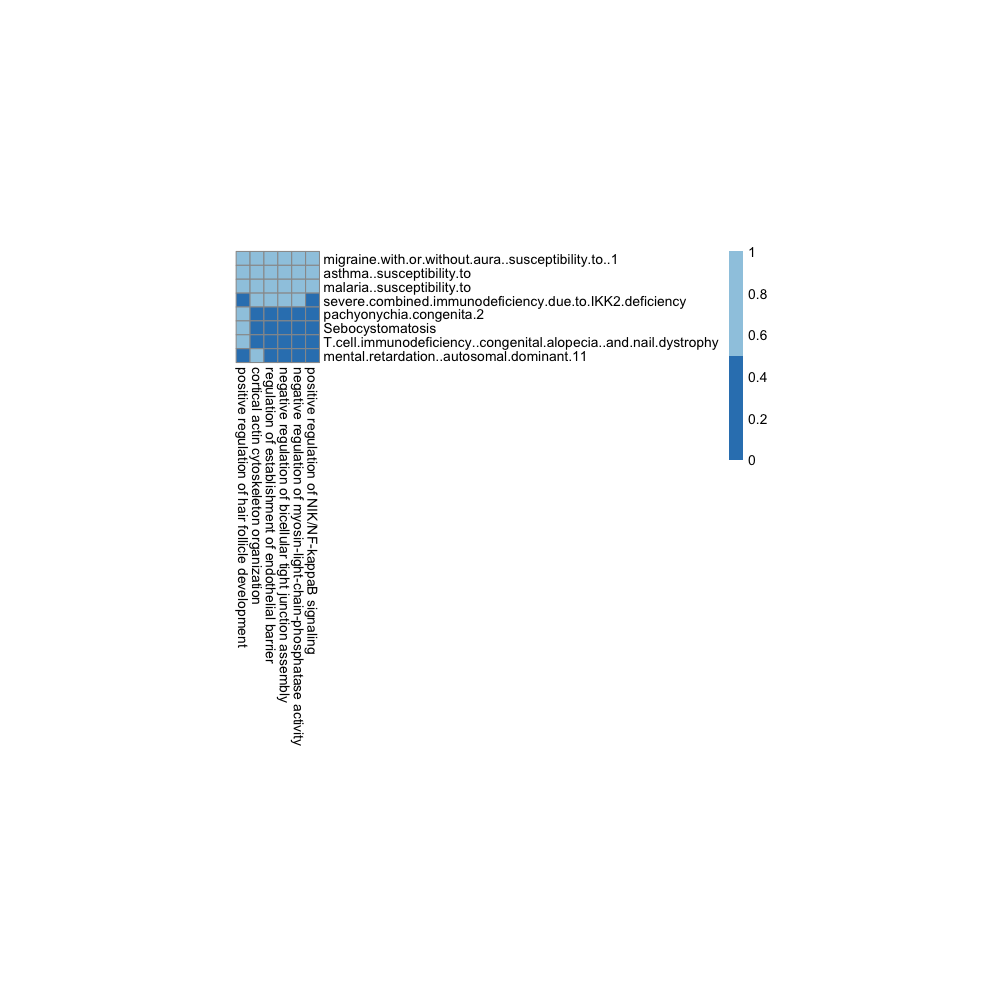 migraine.with.or.without.aura..susceptibility.to..1
asthma..susceptibility.to
malaria..susceptibility.to
severe.combined.immunodeficiency.due.to.IKK2.deficiency
pachyonychia.congenita.2
Sebocystomatosis
T.cell.immunodeficiency..congenital.alopecia..and.nail.dystrophy
mental.retardation..autosomal.dominant.11
positive regulation of hair follicle development
cortical actin cytoskeleton organization
regulation of establishment of endothelial barrier
negative regulation of bicellular tight junction assembly
negative regulation of myosin-light-chain-phosphatase activity
positive regulation of NIK/NF-kappaB signaling
1
0.8
0.6
0.4
0.2
0